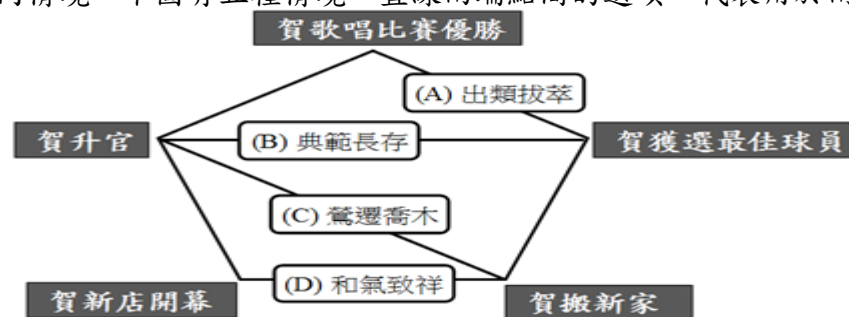 賀歌唱比賽優勝
(A) 出類拔萃
賀升官
(B) 典範長存
賀獲選最佳球員
(C) 鶯遷喬木
賀新店開幕
(D) 和氣致祥
賀搬新家